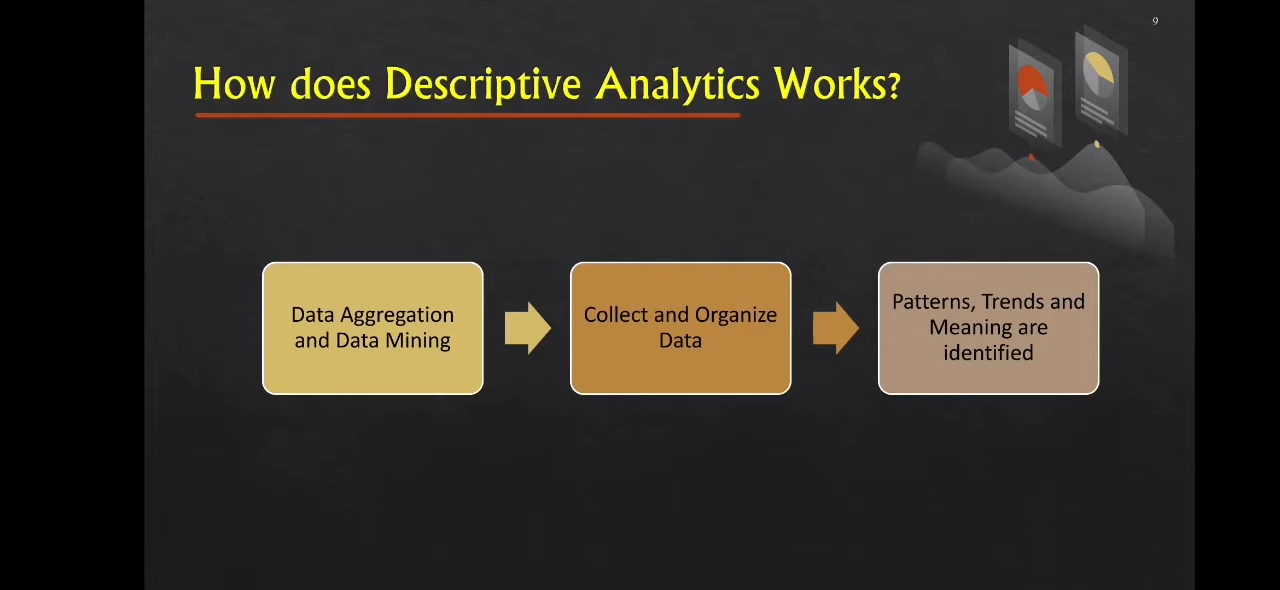 9
How does Descriptive Analytics Works?
Data Aggregation
and Data Mining
Collect and Organize
Data
Patterns, Trends and
Meaning are
identified